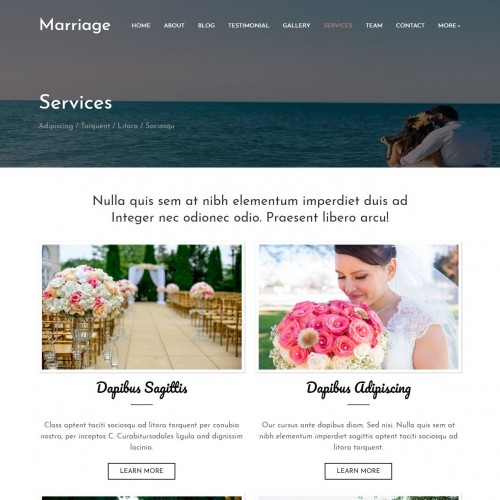 Marriage HOME ABOUT BLOG TESTIMONIAL GALLERY SERVICES TEAM CONTACT MORE
Services
Adipiscing / Torquent / Litora / Sociosqu
Nulla quis sem at nibh elementum imperdiet duis ad
Integer nec odionec odio. Praesent libero arcu!
Dapibus Sagittis
Class aptent taciti sociosqu ad litora torquent per conubia
nostra, per inceptos C. Curabitursodales ligula and dignissim
lacinia.
LEARN MORE
Dapibus Adipiscing
Our cursus ante dapibus diam. Sed nisi. Nulla quis sem at
nibh elementum imperdiet sagittis aptent taciti sociosqu ad
litora torquent.
LEARN MORE